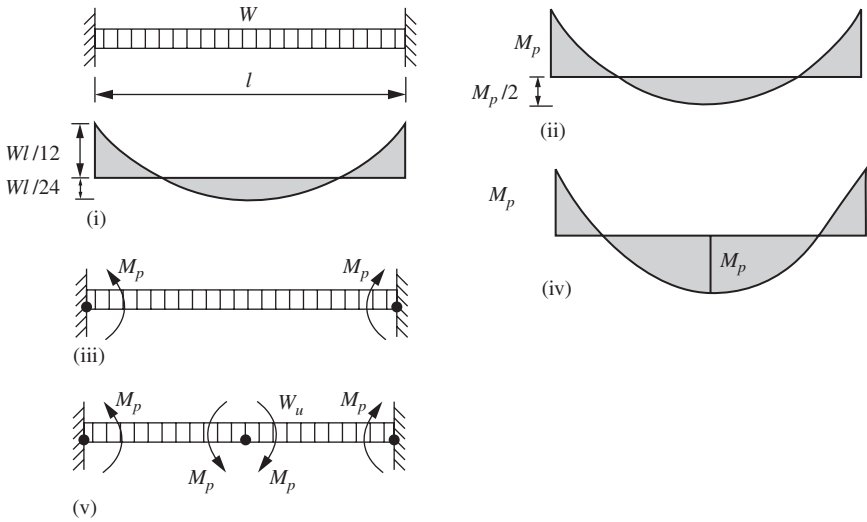 W
l
Wl/12
Wl/24
(i)
M_p
M_p/2
(ii)
M_p
M_p
(iv)
M_p
M_p
(iii)
M_p
W_u
M_p
M_p
M_p
(v)